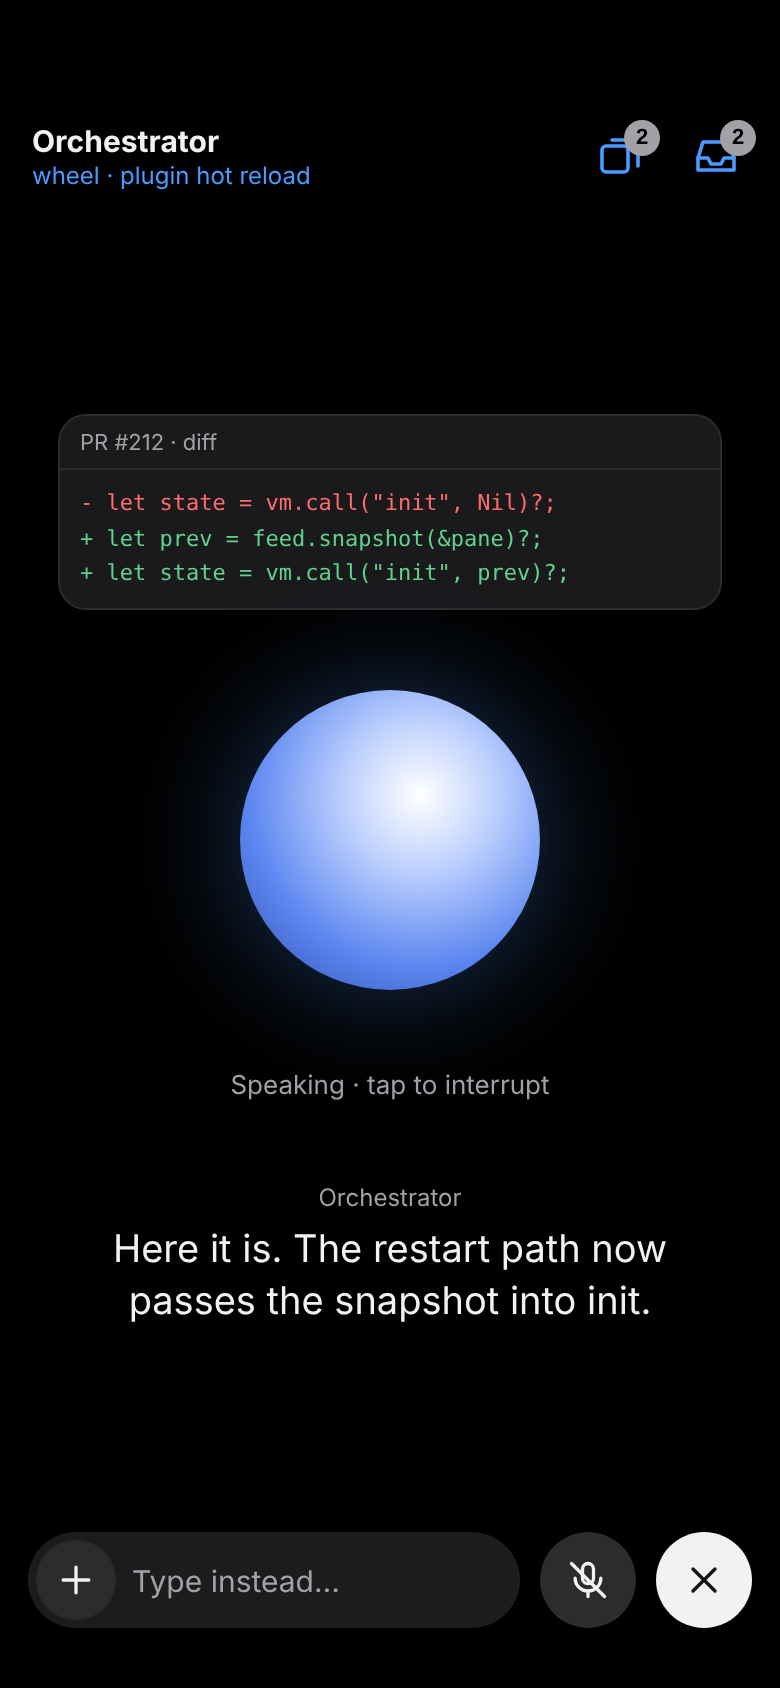 Orchestrator
wheel · plugin hot reload
2
2
PR #212 · diff
- let state = vm.call("init", Nil)?;
+ let prev = feed.snapshot(&pane)?;
+ let state = vm.call("init", prev)?;
Speaking · tap to interrupt
Orchestrator
Here it is. The restart path now
passes the snapshot into init.
Type instead...